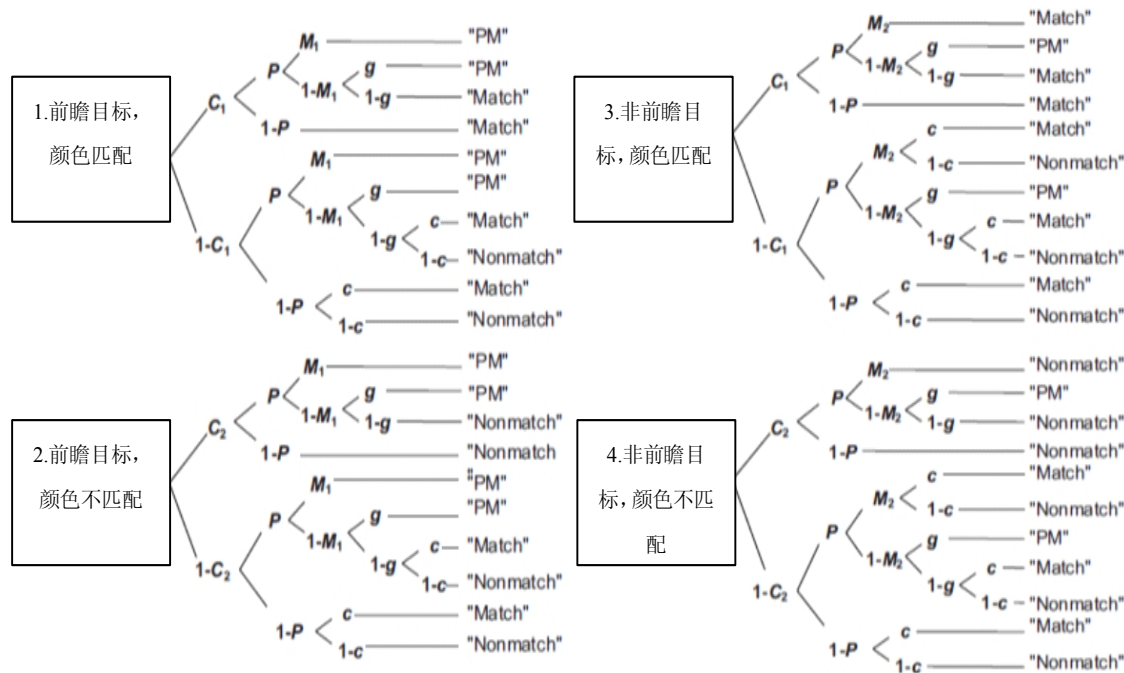 1.前瞻目标,
颜色匹配
C₁
P
M₁
"PM"
1-M₁
g
"PM"
1-g
"Match"
1-P
"Match"
1-C₁
P
M₁
"PM"
1-M₁
g
"PM"
1-g
c
"Match"
1-c
"Nonmatch"
1-P
c
"Match"
1-c
"Nonmatch"
2.前瞻目标,
颜色不匹配
C₂
P
M₁
"PM"
1-M₁
g
"PM"
1-g
"Nonmatch"
1-P
"Nonmatch
"
1-C₂
P
M₁
"PM"
1-M₁
g
"PM"
1-g
c
"Match"
1-c
"Nonmatch"
1-P
c
"Match"
1-c
"Nonmatch"
3.非前瞻目
标,颜色匹配
C₁
P
M₂
"Match"
1-M₂
g
"PM"
1-g
"Match"
1-P
"Match"
1-C₁
P
M₂
c
"Match"
1-c
"Nonmatch"
1-M₂
g
"PM"
1-g
c
"Match"
1-c
"Nonmatch"
1-P
c
"Match"
1-c
"Nonmatch"
4.非前瞻目
标,颜色不匹
配
C₂
P
M₂
"Nonmatch"
1-M₂
g
"PM"
1-g
"Nonmatch"
1-P
"Nonmatch"
1-C₂
P
M₂
c
"Match"
1-c
"Nonmatch"
1-M₂
g
"PM"
1-g
c
"Match"
1-c
"Nonmatch"
1-P
c
"Match"
1-c
"Nonmatch"